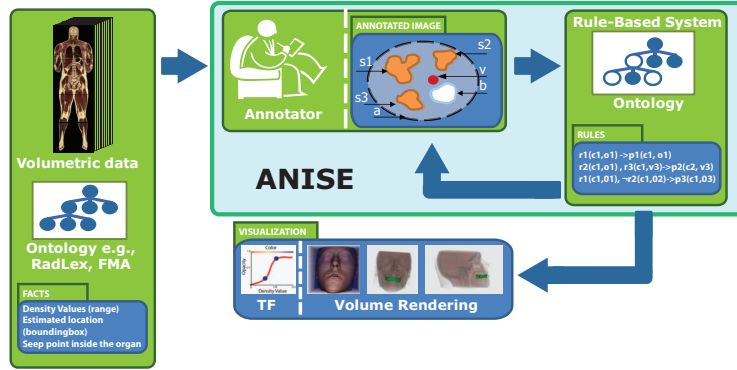 Volumetric data
Ontology e.g.,
RadLex, FMA
FACTS
Density Values (range)
Estimated location
(boundingbox)
Seep point inside the organ
Annotator
ANNOTATED IMAGE
s1
s2
v
b
s3
a
Rule-Based System
Ontology
RULES
r1(c1,o1) ->p1(c1, o1)
r2(c1,o1) , r3(c1,v3)->p2(c2, v3)
r1(c1,01), ¬r2(c1,02)->p3(c1,03)
ANISE
VISUALIZATION
Color
Opacity
Density Value
TF
Volume Rendering